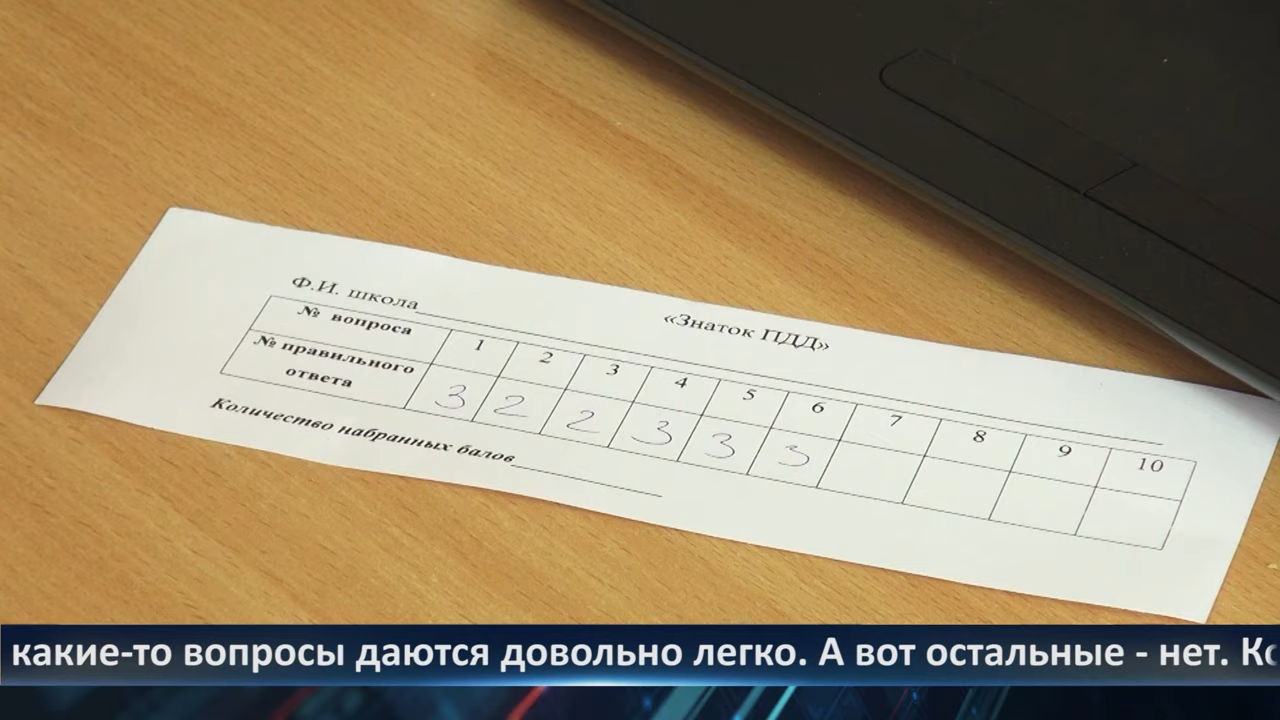 Ф.И. школа
«Знаток ПДД»
№ вопроса 1 2 3 4 5 6 7 8 9 10
№ правильного ответа 3 2 2 3 3 3
Количество набранных балов
какие-то вопросы даются довольно легко. А вот остальные - нет. Ко